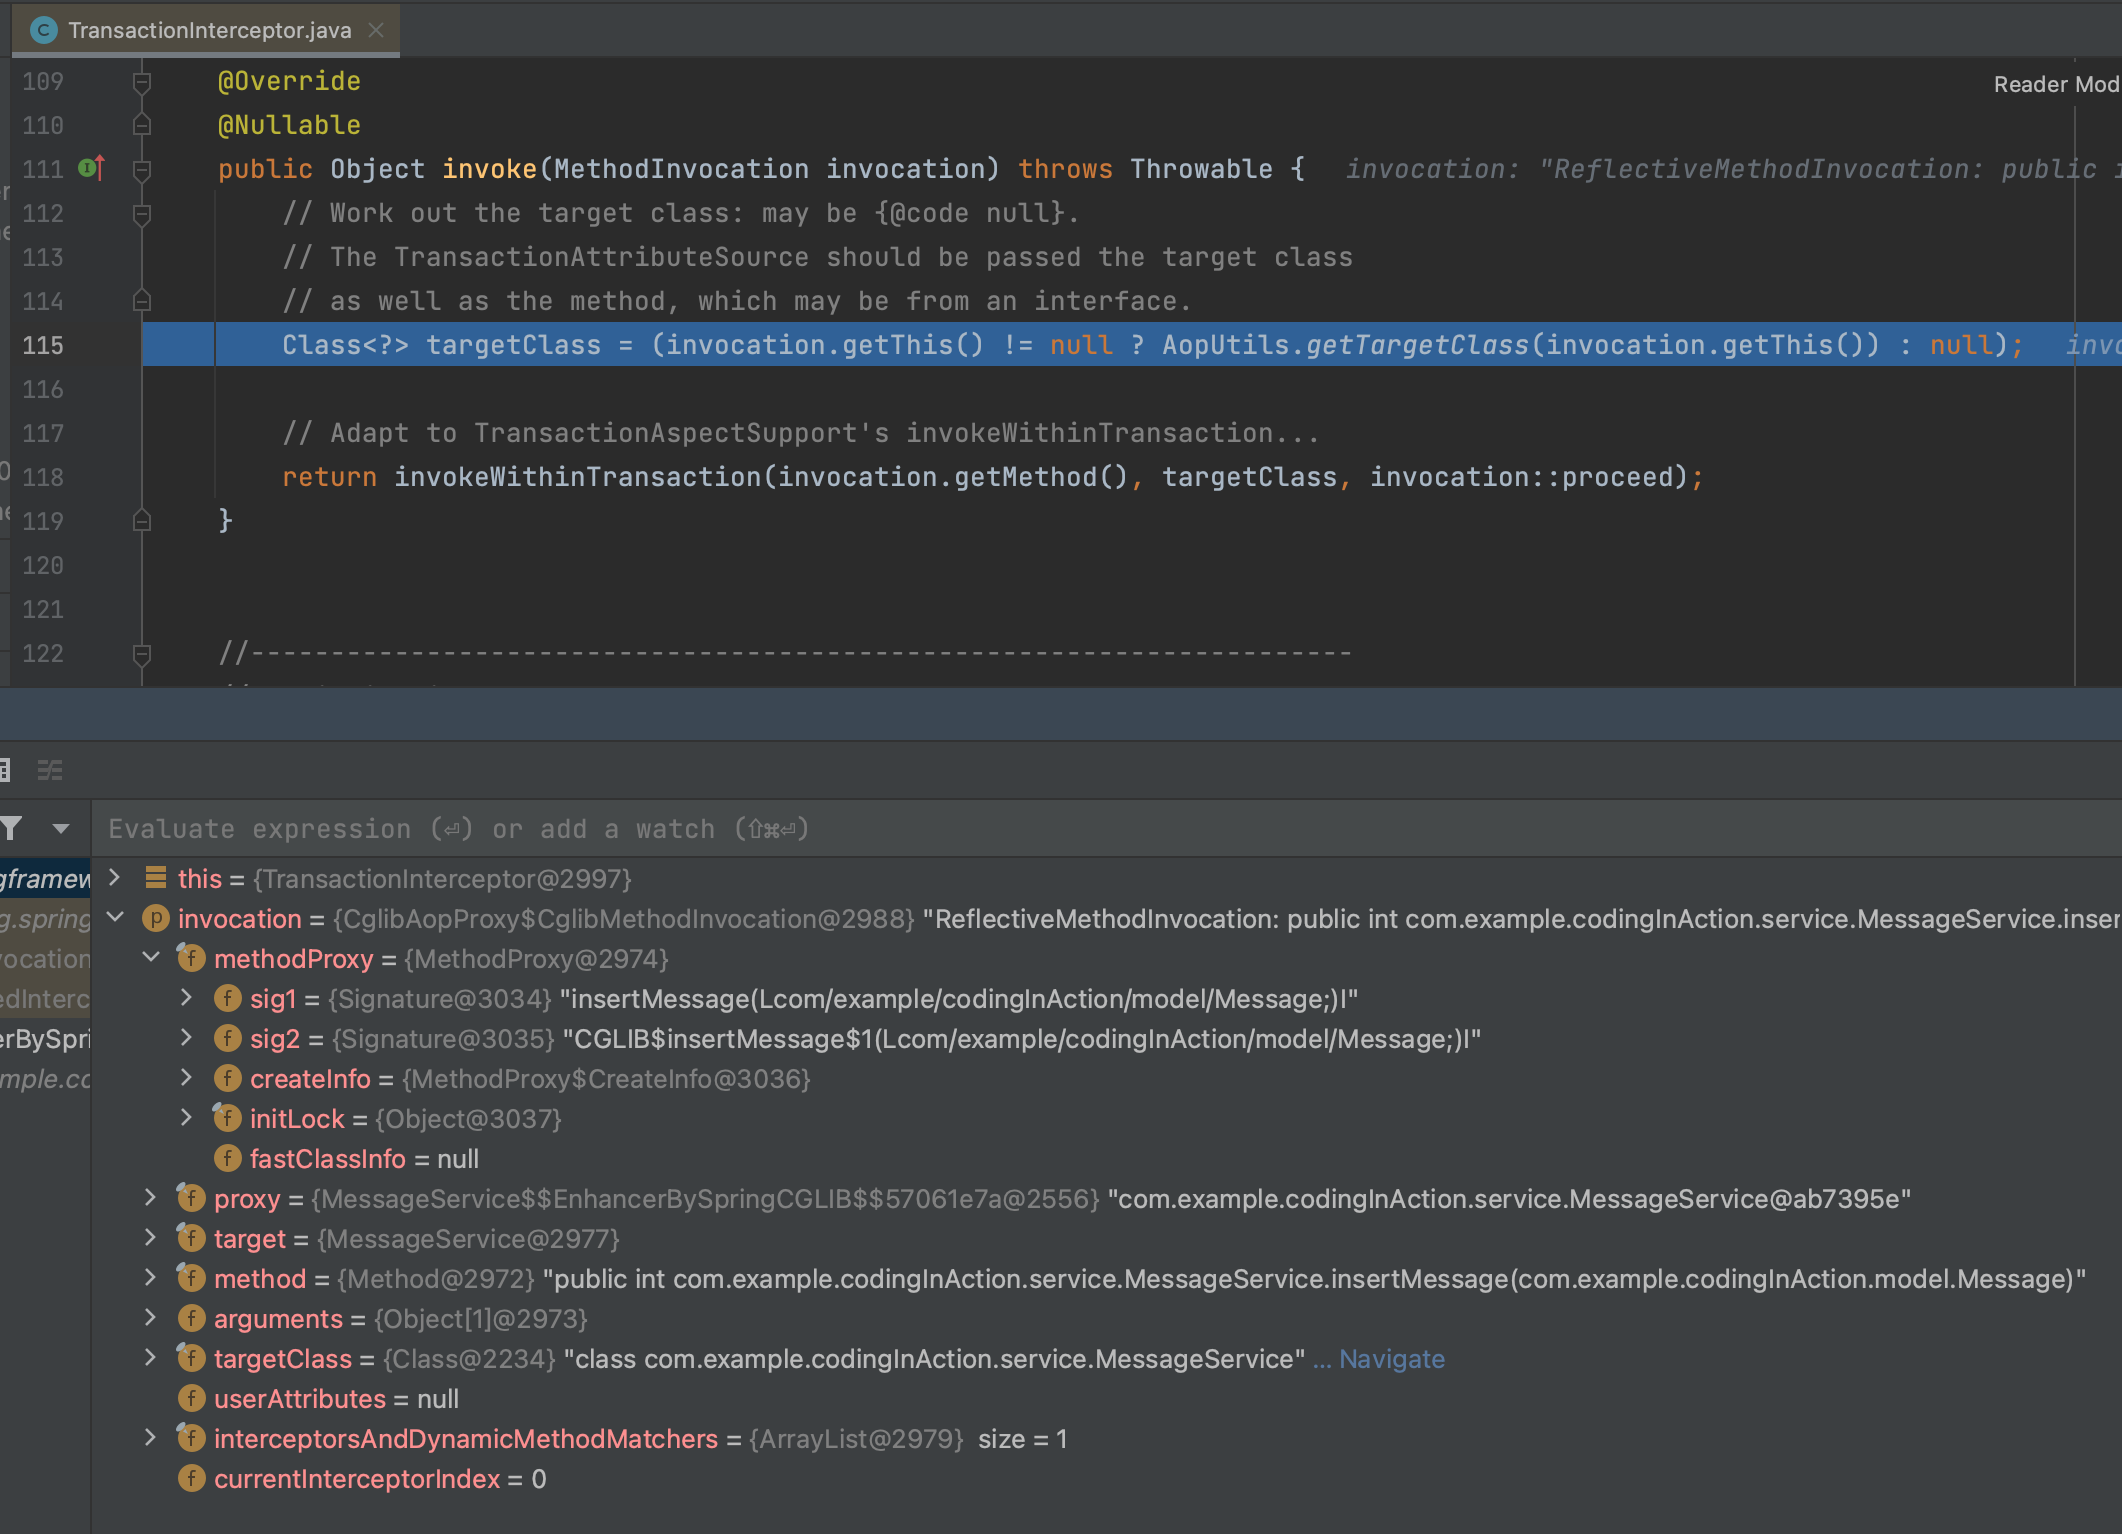 TransactionInterceptor.java
Reader Mod
109 @Override
110 @Nullable
111 public Object invoke(MethodInvocation invocation) throws Throwable { invocation: "ReflectiveMethodInvocation: public i
112 // Work out the target class: may be {@code null}.
113 // The TransactionAttributeSource should be passed the target class
114 // as well as the method, which may be from an interface.
115 Class<?> targetClass = (invocation.getThis() != null ? AopUtils.getTargetClass(invocation.getThis()) : null); invo
116
117 // Adapt to TransactionAspectSupport's invokeWithinTransaction...
118 return invokeWithinTransaction(invocation.getMethod(), targetClass, invocation::proceed);
119 }
120
121
122 //---------------------------------------------------------------------
Evaluate expression (⏎) or add a watch (⇧⌘⏎)
gframew
g.spring
vocation
edInterc
erBySpri
mple.co
this = {TransactionInterceptor@2997}
invocation = {CglibAopProxy$CglibMethodInvocation@2988} "ReflectiveMethodInvocation: public int com.example.codingInAction.service.MessageService.inser
methodProxy = {MethodProxy@2974}
sig1 = {Signature@3034} "insertMessage(Lcom/example/codingInAction/model/Message;)I"
sig2 = {Signature@3035} "CGLIB$insertMessage$1(Lcom/example/codingInAction/model/Message;)I"
createInfo = {MethodProxy$CreateInfo@3036}
initLock = {Object@3037}
fastClassInfo = null
proxy = {MessageService$$EnhancerBySpringCGLIB$$57061e7a@2556} "com.example.codingInAction.service.MessageService@ab7395e"
target = {MessageService@2977}
method = {Method@2972} "public int com.example.codingInAction.service.MessageService.insertMessage(com.example.codingInAction.model.Message)"
arguments = {Object[1]@2973}
targetClass = {Class@2234} "class com.example.codingInAction.service.MessageService" ... Navigate
userAttributes = null
interceptorsAndDynamicMethodMatchers = {ArrayList@2979} size = 1
currentInterceptorIndex = 0